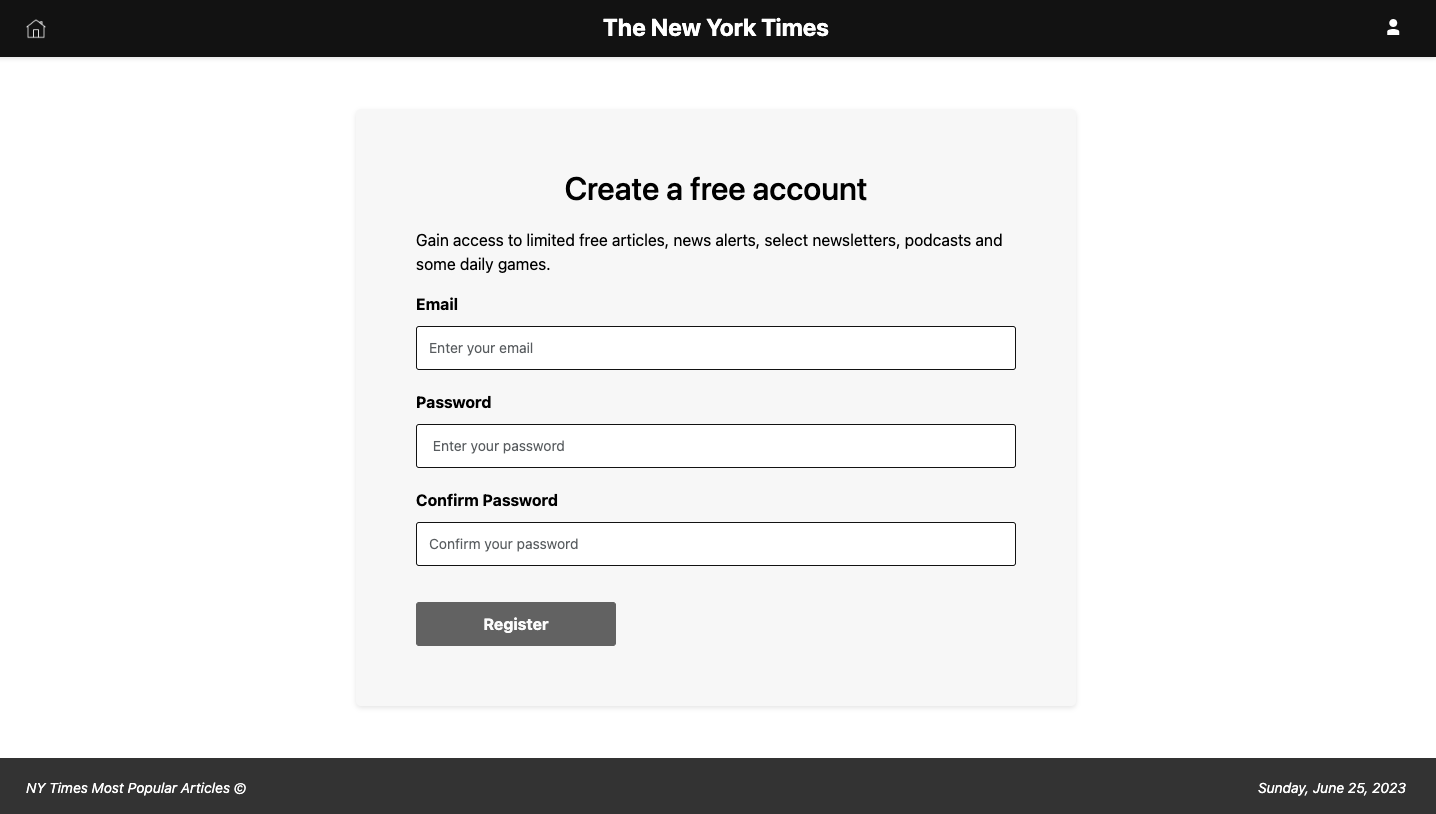 The New York Times
Create a free account
Gain access to limited free articles, news alerts, select newsletters, podcasts and
some daily games.
Email
Enter your email
Password
Enter your password
Confirm Password
Confirm your password
Register
NY Times Most Popular Articles ©
Sunday, June 25, 2023